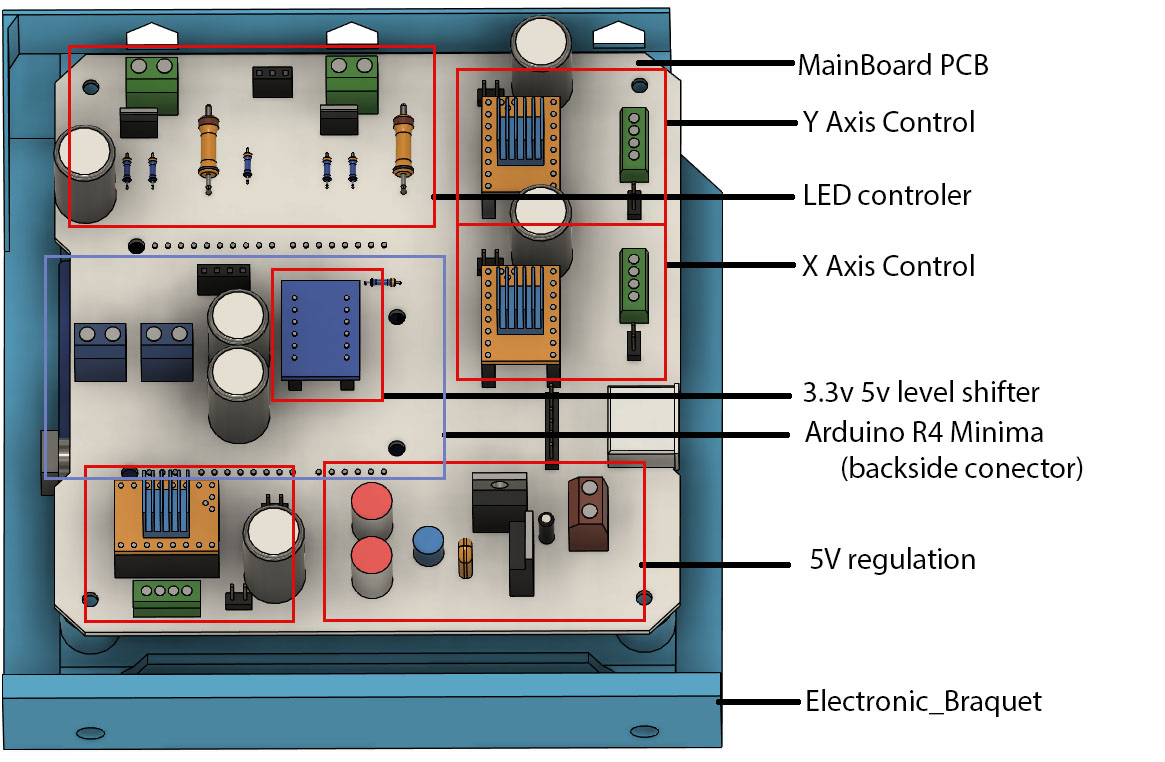 MainBoard PCB
Y Axis Control
LED controler
X Axis Control
3.3v 5v level shifter
Arduino R4 Minima
(backside conector)
5V regulation
Electronic_Braquet